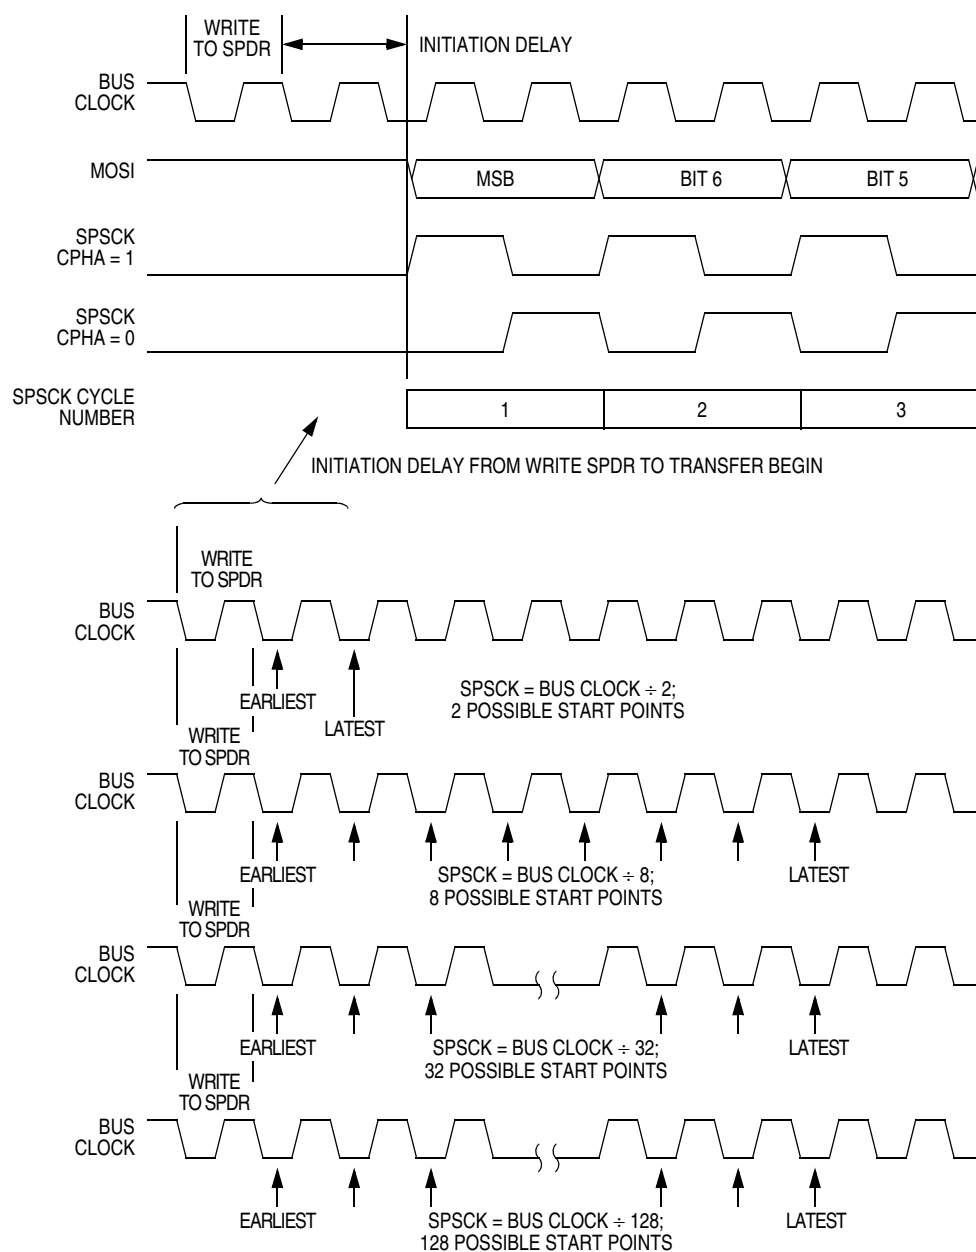 WRITE
TO SPDR
INITIATION DELAY
BUS
CLOCK
MOSI
MSB
BIT 6
BIT 5
SPSCK
CPHA = 1
SPSCK
CPHA = 0
SPSCK CYCLE
NUMBER
1
2
3
INITIATION DELAY FROM WRITE SPDR TO TRANSFER BEGIN
WRITE
TO SPDR
BUS
CLOCK
EARLIEST
LATEST
SPSCK = BUS CLOCK ÷ 2;
2 POSSIBLE START POINTS
WRITE
TO SPDR
BUS
CLOCK
EARLIEST
SPSCK = BUS CLOCK ÷ 8;
8 POSSIBLE START POINTS
LATEST
WRITE
TO SPDR
BUS
CLOCK
EARLIEST
SPSCK = BUS CLOCK ÷ 32;
32 POSSIBLE START POINTS
LATEST
WRITE
TO SPDR
BUS
CLOCK
EARLIEST
SPSCK = BUS CLOCK ÷ 128;
128 POSSIBLE START POINTS
LATEST